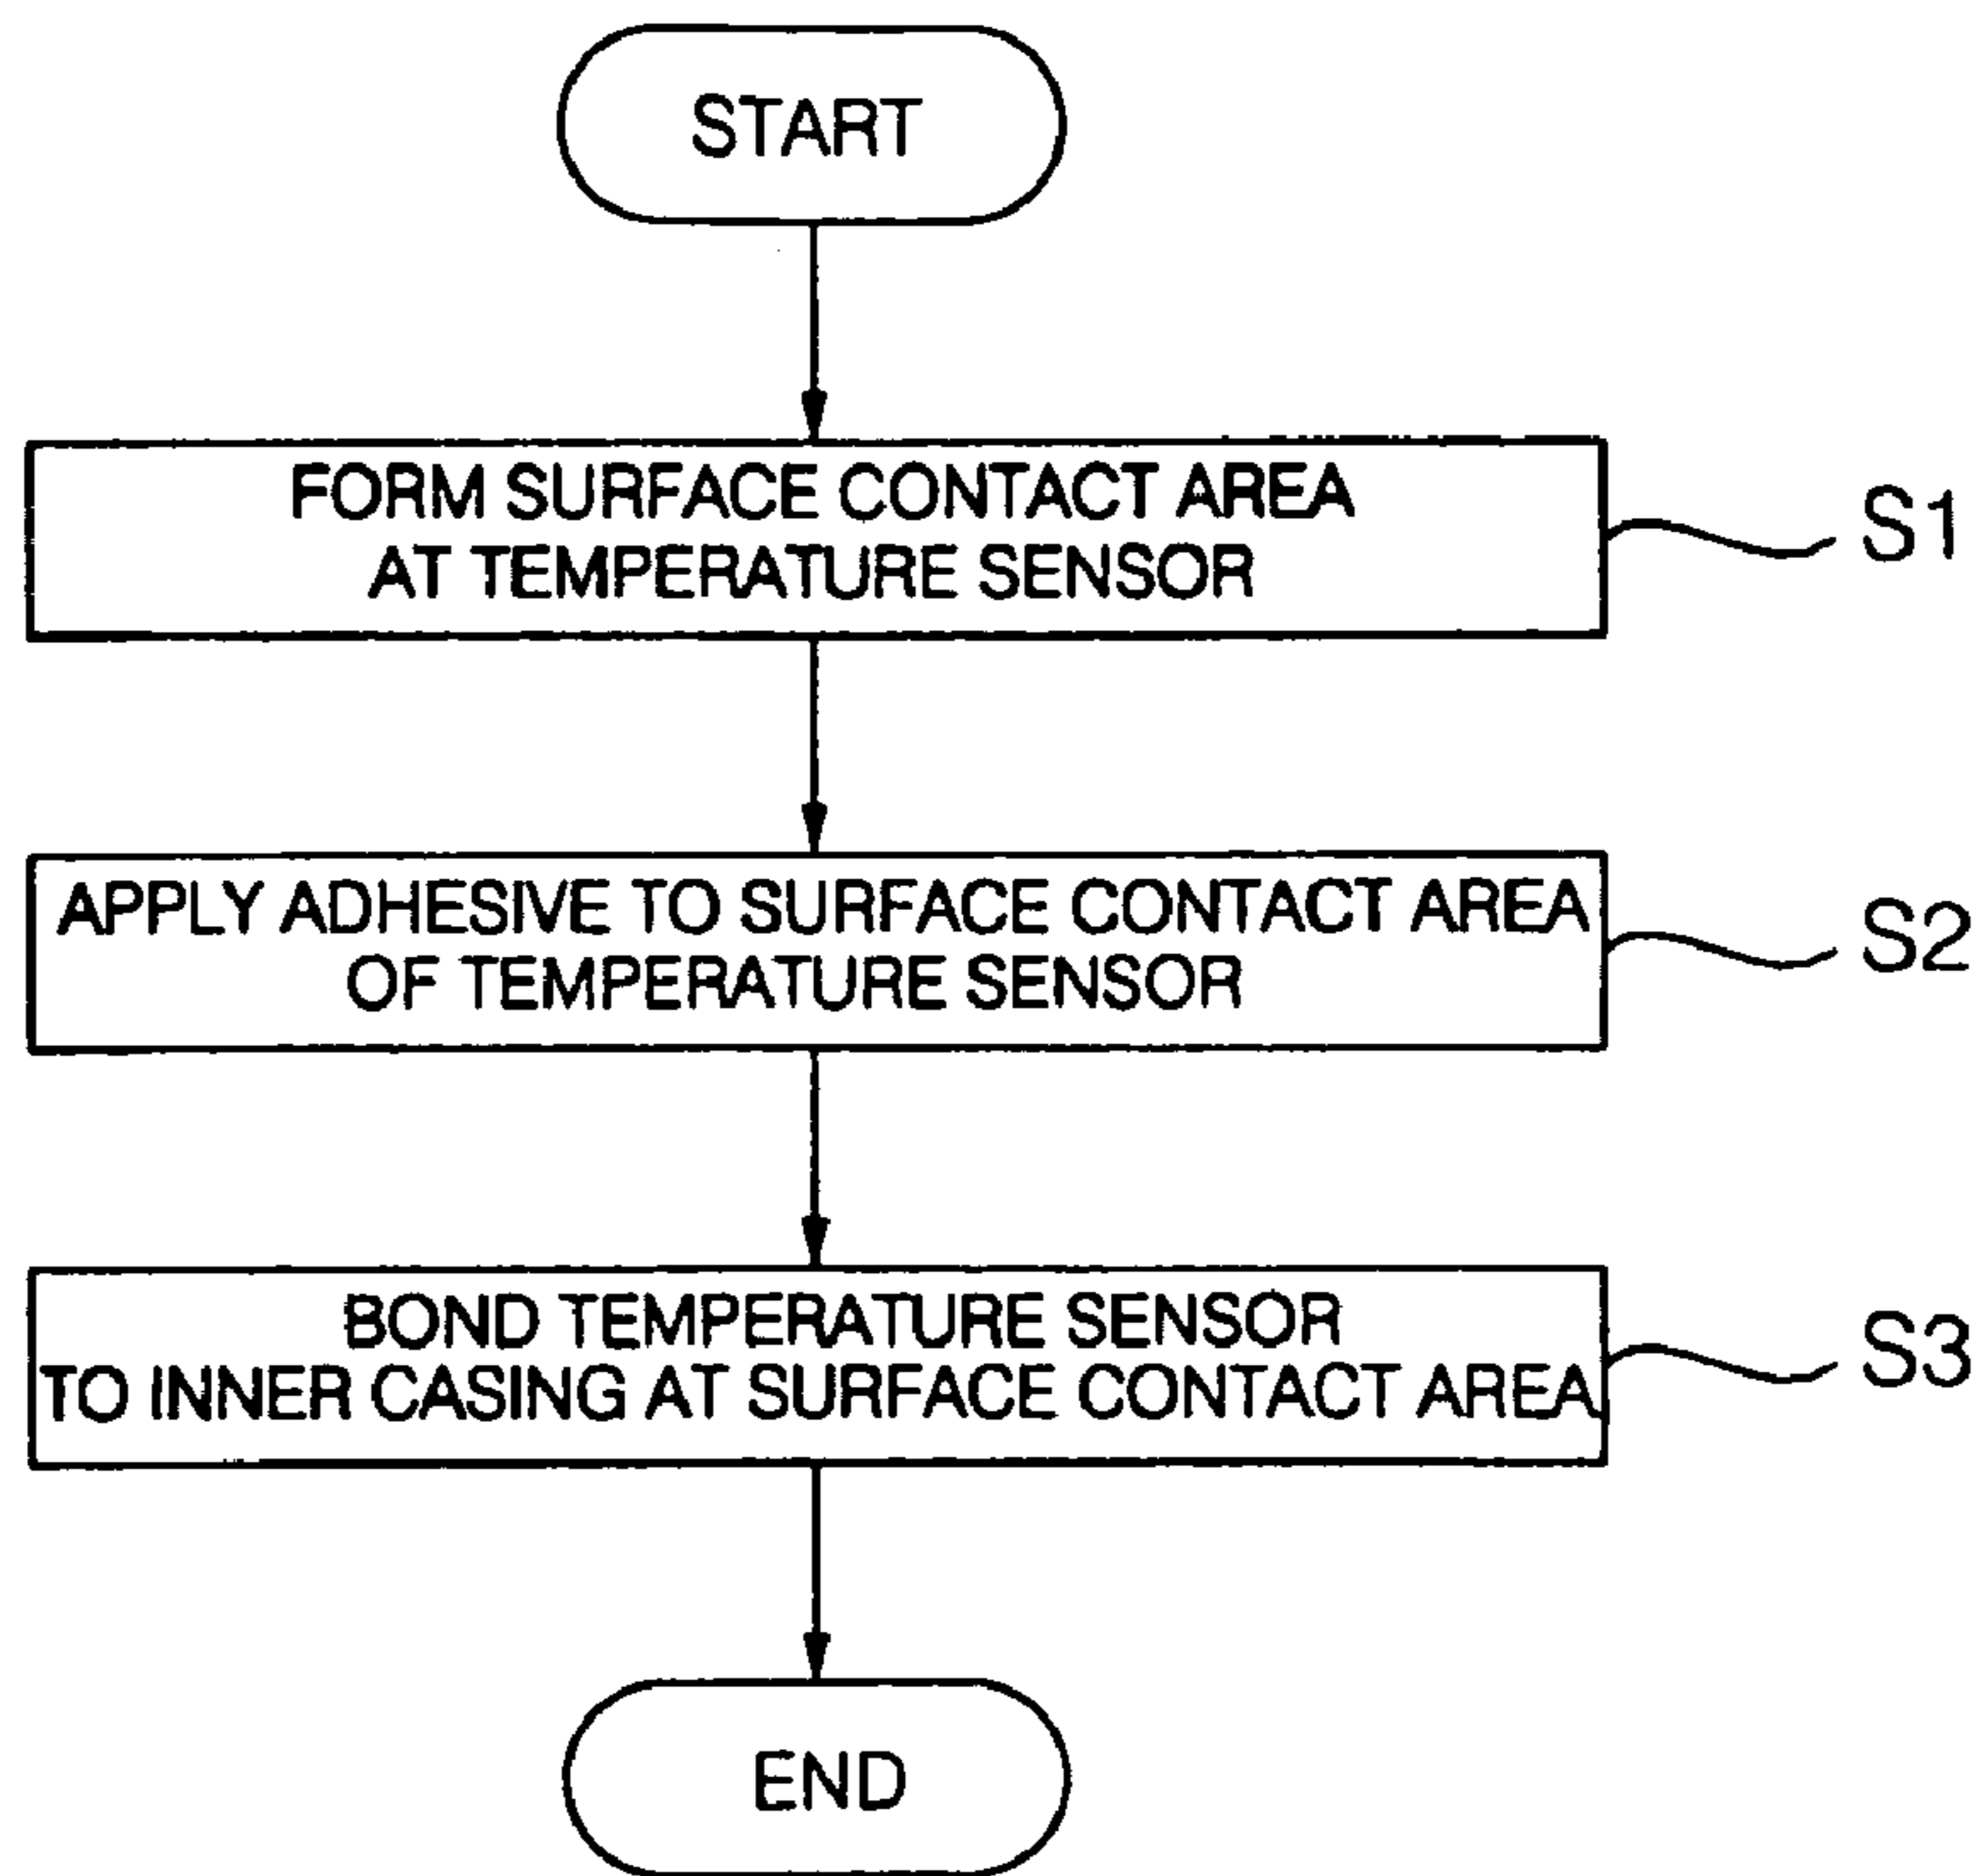 START
FORM SURFACE CONTACT AREA
AT TEMPERATURE SENSOR
S1
APPLY ADHESIVE TO SURFACE CONTACT AREA
OF TEMPERATURE SENSOR
S2
BOND TEMPERATURE SENSOR
TO INNER CASING AT SURFACE CONTACT AREA
S3
END